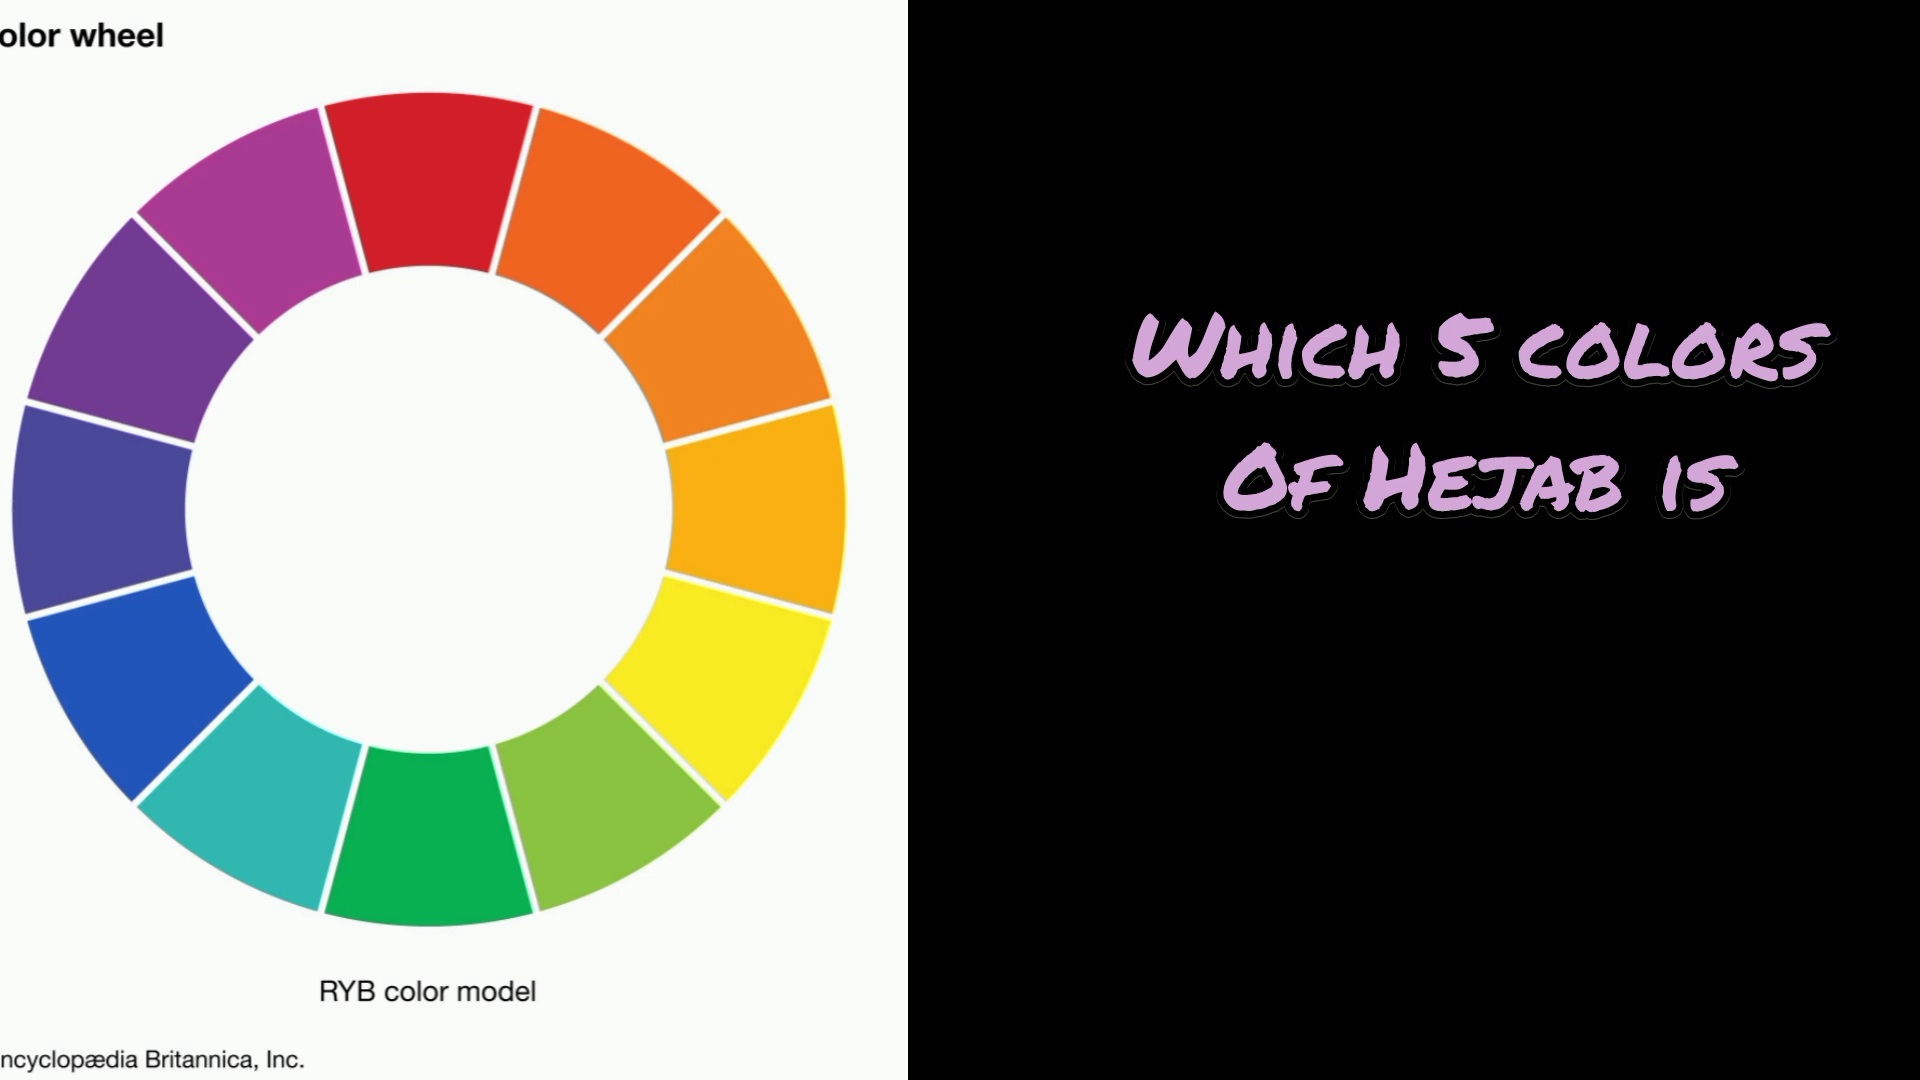 olor wheel
Which 5 colors
Of Hejab is
RYB color model
ncyclopædia Britannica, Inc.